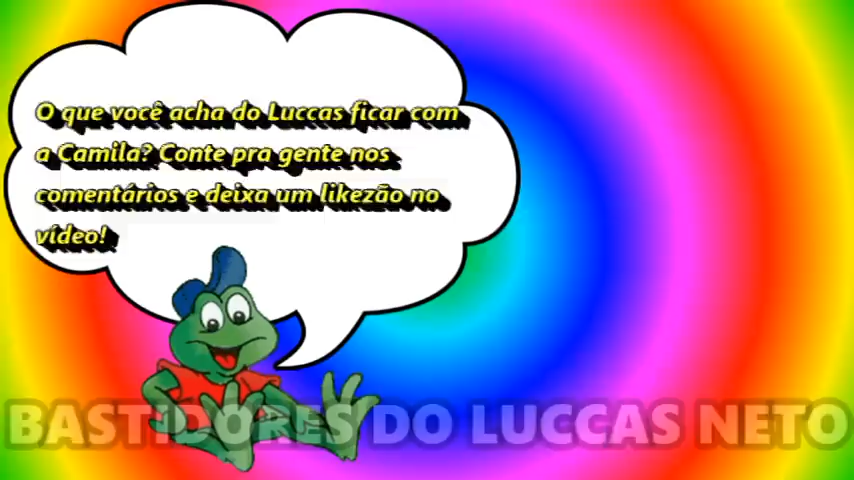 O que você acha do Luccas ficar com
a Camila? Conte pra gente nos
comentários e deixa um likezão no
vídeo!
BASTIDORES DO LUCCAS NETO